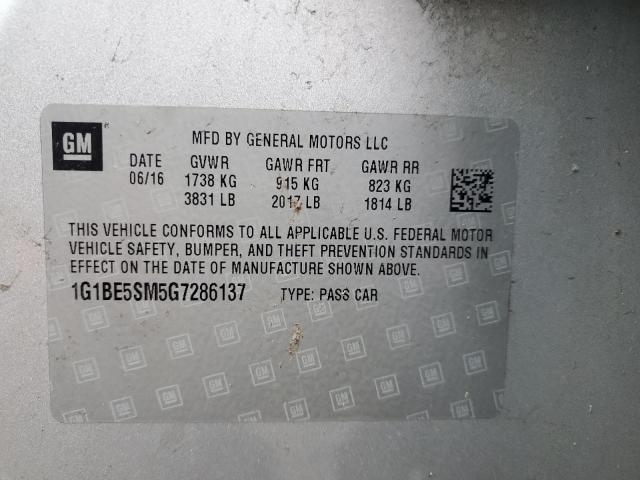 GM
MFD BY GENERAL MOTORS LLC
DATE GVWR GAWR FRT GAWR RR
06/16 1738 KG 915 KG 823 KG
3831 LB 2017 LB 1814 LB
THIS VEHICLE CONFORMS TO ALL APPLICABLE U.S. FEDERAL MOTOR
VEHICLE SAFETY, BUMPER, AND THEFT PREVENTION STANDARDS IN
EFFECT ON THE DATE OF MANUFACTURE SHOWN ABOVE.
1G1BE5SM5G7286137 TYPE: PASS CAR